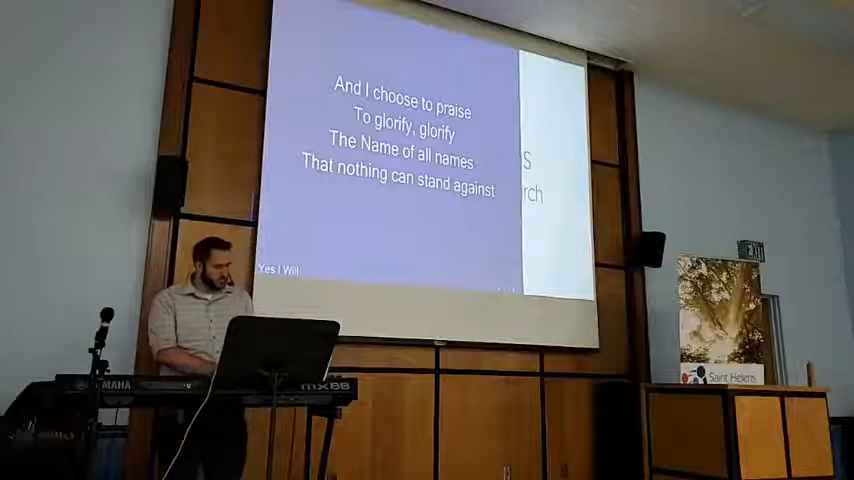 And I choose to praise
To glorify, glorify
The Name of all names
That nothing can stand against
Yes I Will
S
rch
EXIT
Saint Helens
YAMAHA
MX88